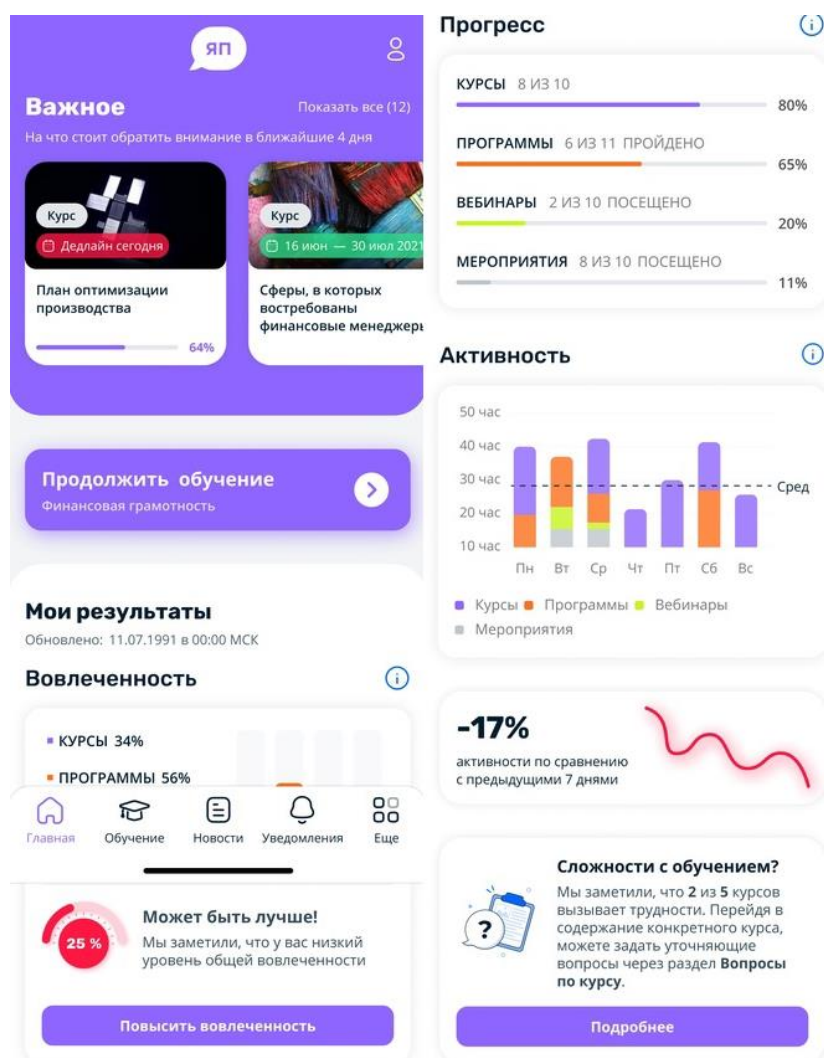 ЯП
Важное
Показать все (12)
На что стоит обратить внимание в ближайшие 4 дня
Курс
Дедлайн сегодня
План оптимизации
производства
64%
Курс
16 июн — 30 июл 2021
Сферы, в которых
востребованы
финансовые менеджеры
Продолжить обучение
Финансовая грамотность
Мои результаты
Обновлено: 11.07.1991 в 00:00 МСК
Вовлеченность
КУРСЫ 34%
ПРОГРАММЫ 56%
Главная
Обучение
Новости
Уведомления
Еще
25 %
Может быть лучше!
Мы заметили, что у вас низкий
уровень общей вовлеченности
Повысить вовлеченность
Прогресс
КУРСЫ 8 ИЗ 10
80%
ПРОГРАММЫ 6 ИЗ 11 ПРОЙДЕНО
65%
ВЕБИНАРЫ 2 ИЗ 10 ПОСЕЩЕНО
20%
МЕРОПРИЯТИЯ 8 ИЗ 10 ПОСЕЩЕНО
11%
Активность
50 час
40 час
30 час
20 час
10 час
Сред
Пн Вт Ср Чт Пт Сб Вс
Курсы Программы Вебинары
Мероприятия
-17%
активности по сравнению
с предыдущими 7 днями
Сложности с обучением?
Мы заметили, что 2 из 5 курсов
вызывает трудности. Перейдя в
содержание конкретного курса,
можете задать уточняющие
вопросы через раздел Вопросы
по курсу.
Подробнее